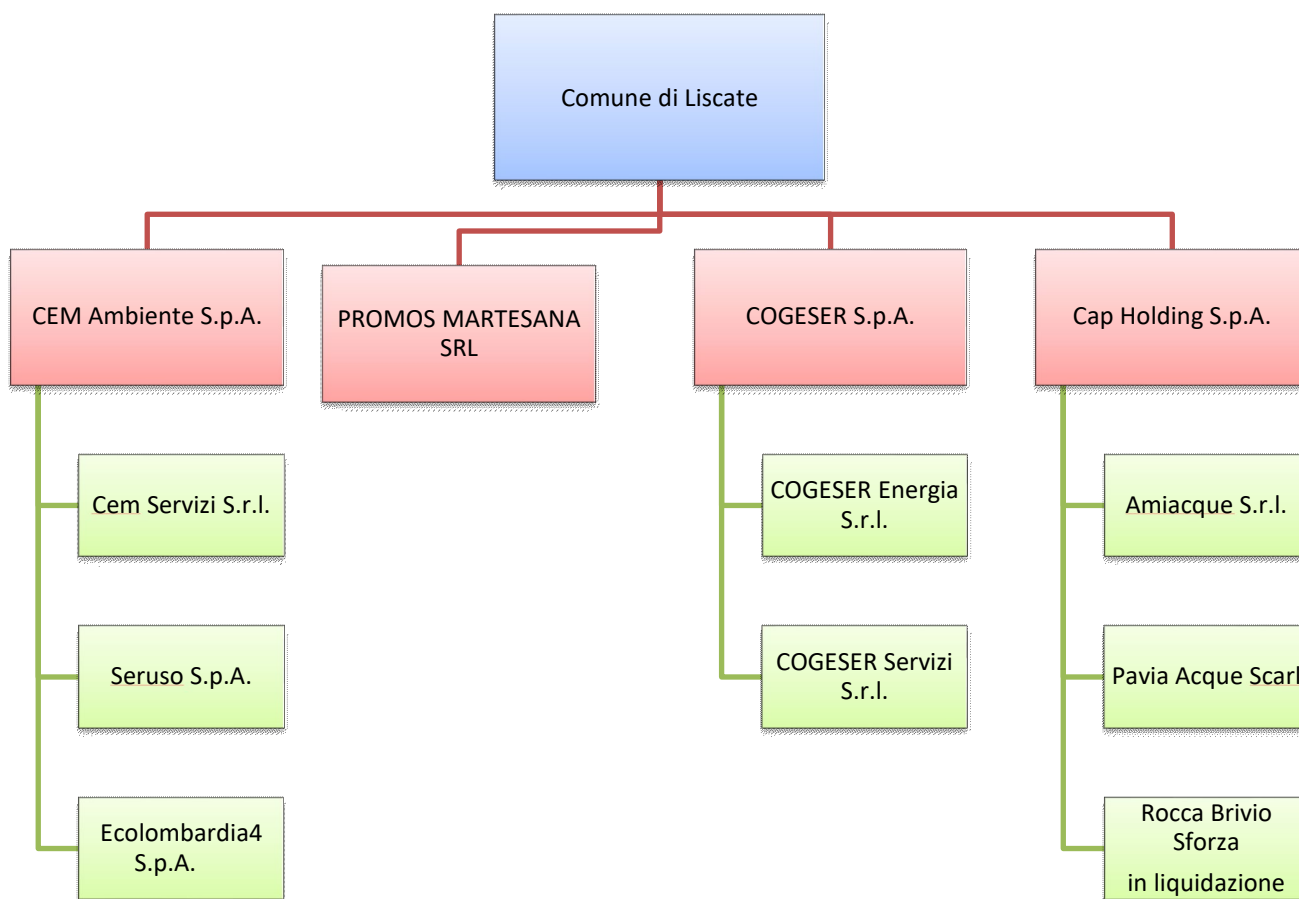 Comune di Liscate
CEM Ambiente S.p.A.
PROMOS MARTESANA
SRL
COGESER S.p.A.
Cap Holding S.p.A.
Cem Servizi S.r.l.
Seruso S.p.A.
Ecolombardia4
S.p.A.
COGESER Energia
S.r.l.
COGESER Servizi
S.r.l.
Amiacque S.r.l.
Pavia Acque Scarl
Rocca Brivio
Sforza
in liquidazione